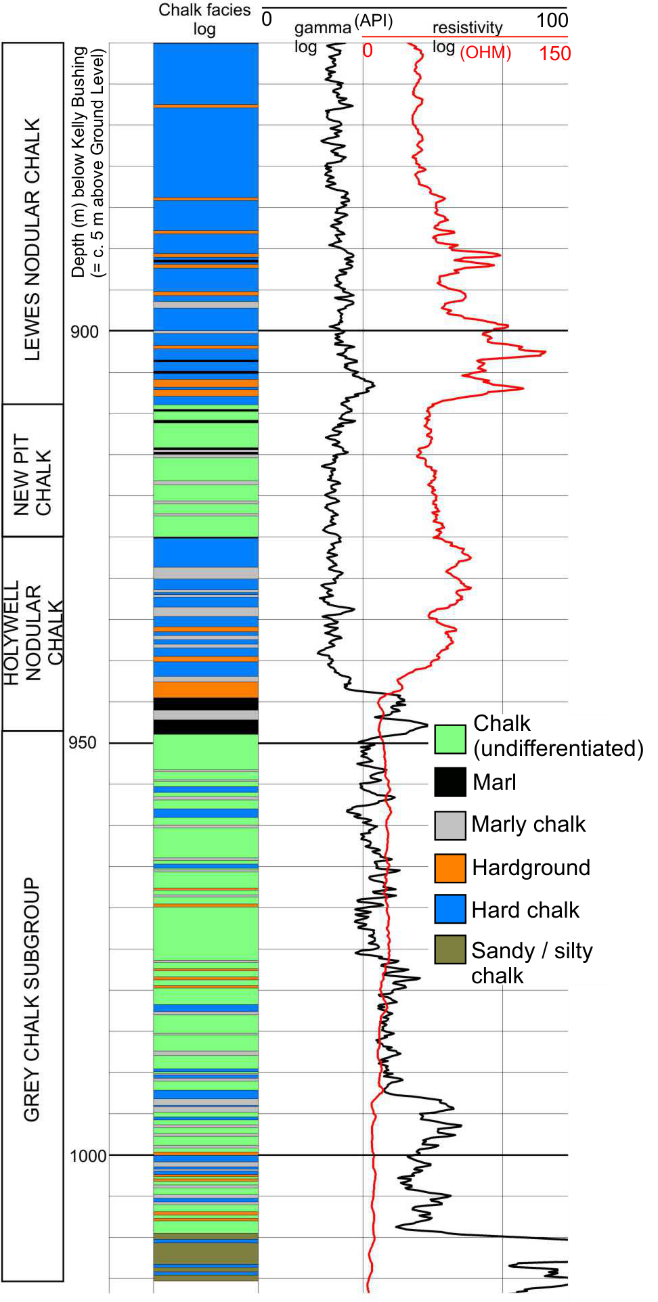 Chalk facies
log
0
100
gamma
log
(API)
resistivity
log
(OHM)
0
150
Depth (m) below Kelly Bushing
(= c. 5 m above Ground Level)
LEWES NODULAR CHALK
NEW PIT
CHALK
HOLYWELL
NODULAR
CHALK
GREY CHALK SUBGROUP
900
950
1000
Chalk
(undifferentiated)
Marl
Marly chalk
Hardground
Hard chalk
Sandy / silty
chalk